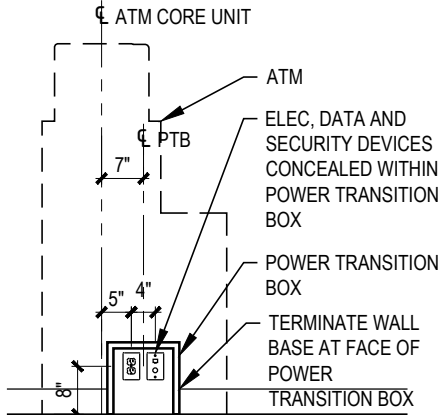 ℄ ATM CORE UNIT
ATM
℄ PTB
ELEC, DATA AND
SECURITY DEVICES
CONCEALED WITHIN
POWER TRANSITION
BOX
7"
POWER TRANSITION
BOX
5" 4"
TERMINATE WALL
BASE AT FACE OF
POWER
TRANSITION BOX
8"